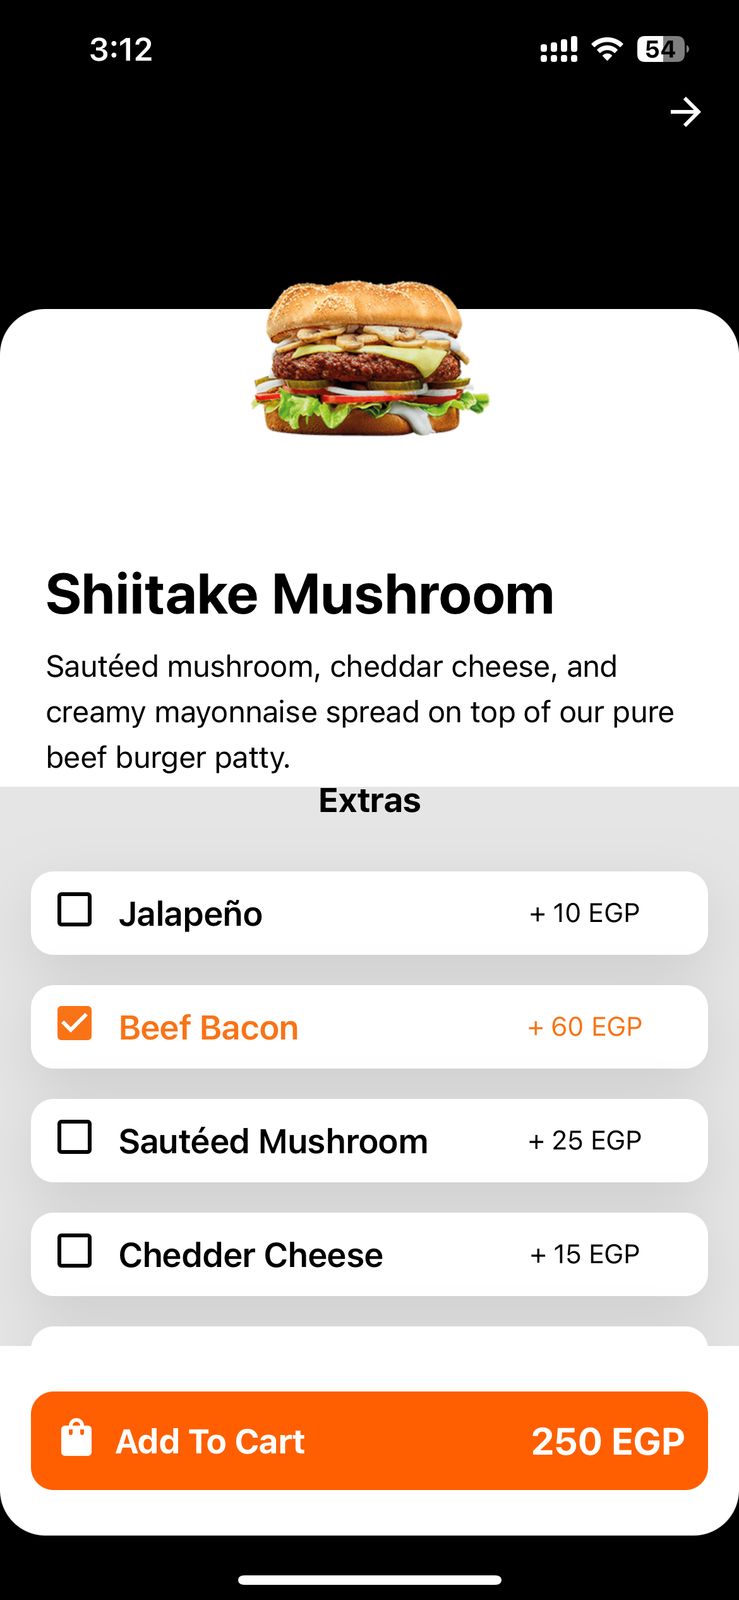 3:12
54
Shiitake Mushroom
Sautéed mushroom, cheddar cheese, and
creamy mayonnaise spread on top of our pure
beef burger patty.
Extras
Jalapeño + 10 EGP
Beef Bacon + 60 EGP
Sautéed Mushroom + 25 EGP
Chedder Cheese + 15 EGP
Add To Cart 250 EGP